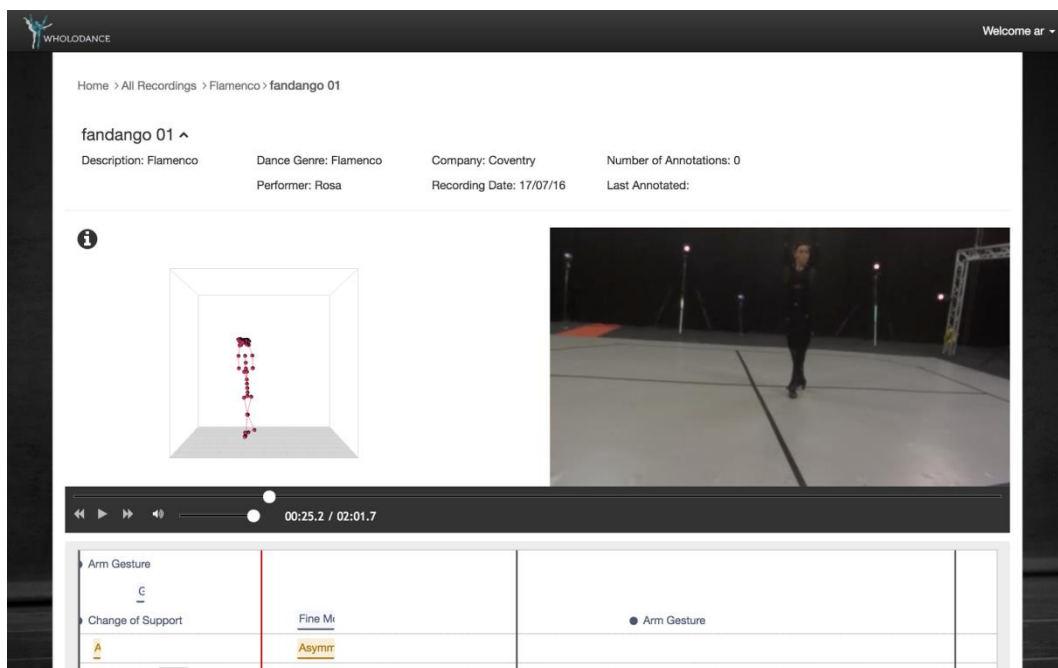 WHOLODANCE
Welcome ar
Home > All Recordings > Flamenco > fandango 01
fandango 01
Description: Flamenco Dance Genre: Flamenco Company: Coventry Number of Annotations: 0
Performer: Rosa Recording Date: 17/07/16 Last Annotated:
00:25.2 / 02:01.7
Arm Gesture
G
Change of Support Fine Mo Arm Gesture
A Asymm